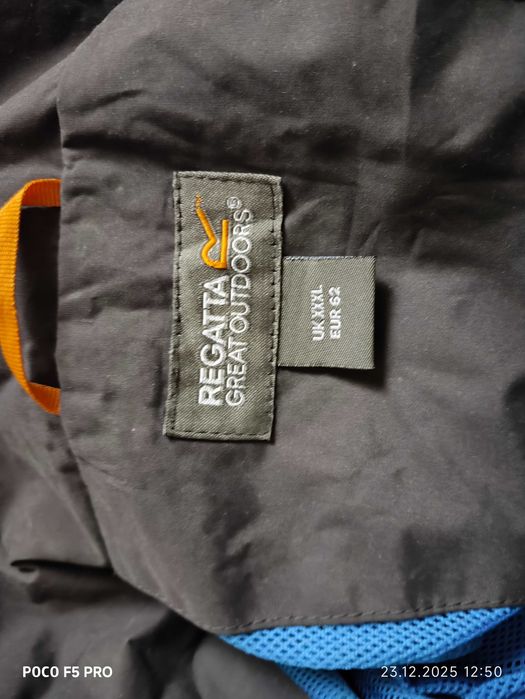 REGATTA
GREAT OUTDOORS®
UK XXXL
EUR 62
POCO F5 PRO
23.12.2025 12:50